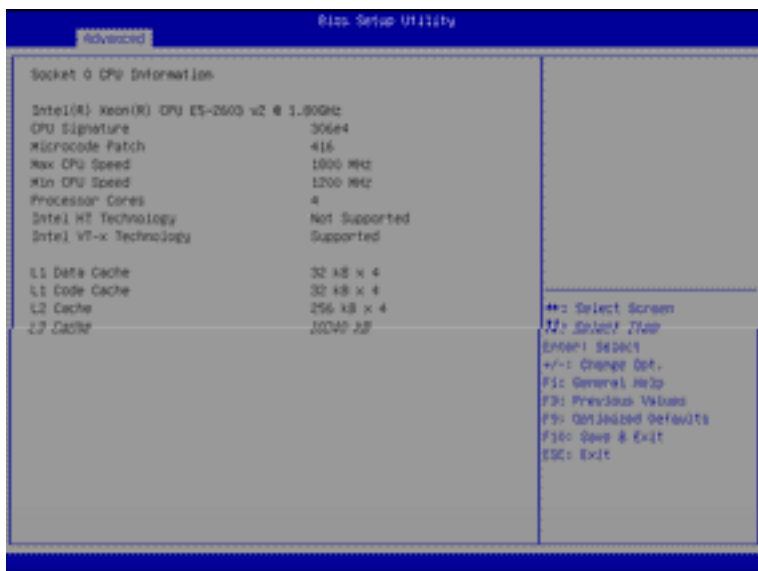 Bios Setup Utility
Advanced
Socket 0 CPU Information
Intel(R) Xeon(R) CPU E5-2603 v2 @ 1.80GHz
CPU Signature 306e4
Microcode Patch 416
Max CPU Speed 1800 MHz
Min CPU Speed 1200 MHz
Processor Cores 4
Intel HT Technology Not Supported
Intel VT-x Technology Supported
L1 Data Cache 32 kB x 4
L1 Code Cache 32 kB x 4
L2 Cache 256 kB x 4
L3 Cache 10240 kB
: Select Screen
: Select Item
Enter: Select
+/-: Change Opt.
F1: General Help
: Previous Values
F9: Optimized Defaults
F10: Save & Exit
ESC: Exit